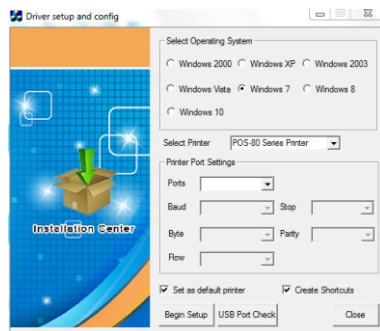 Driver setup and config
Select Operating System
Windows 2000 Windows XP Windows 2003
Windows Vista Windows 7 Windows 8
Windows 10
Select Printer POS-80 Series Printer
Printer Port Settings
Ports
Baud Stop
Byte Parity
Flow
Set as default printer Create Shortcuts
Begin Setup USB Port Check Close
Installation Center